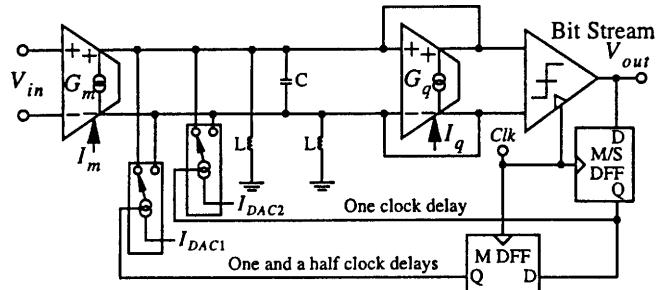 Bit Stream
V_out
+ +
+ +
V_in
G_m
C
G_q
- -
- -
I_m
L
L
I_q
Clk
D
M/S
DFF
Q
I_DAC2
One clock delay
I_DAC1
One and a half clock delays
M DFF
Q
D